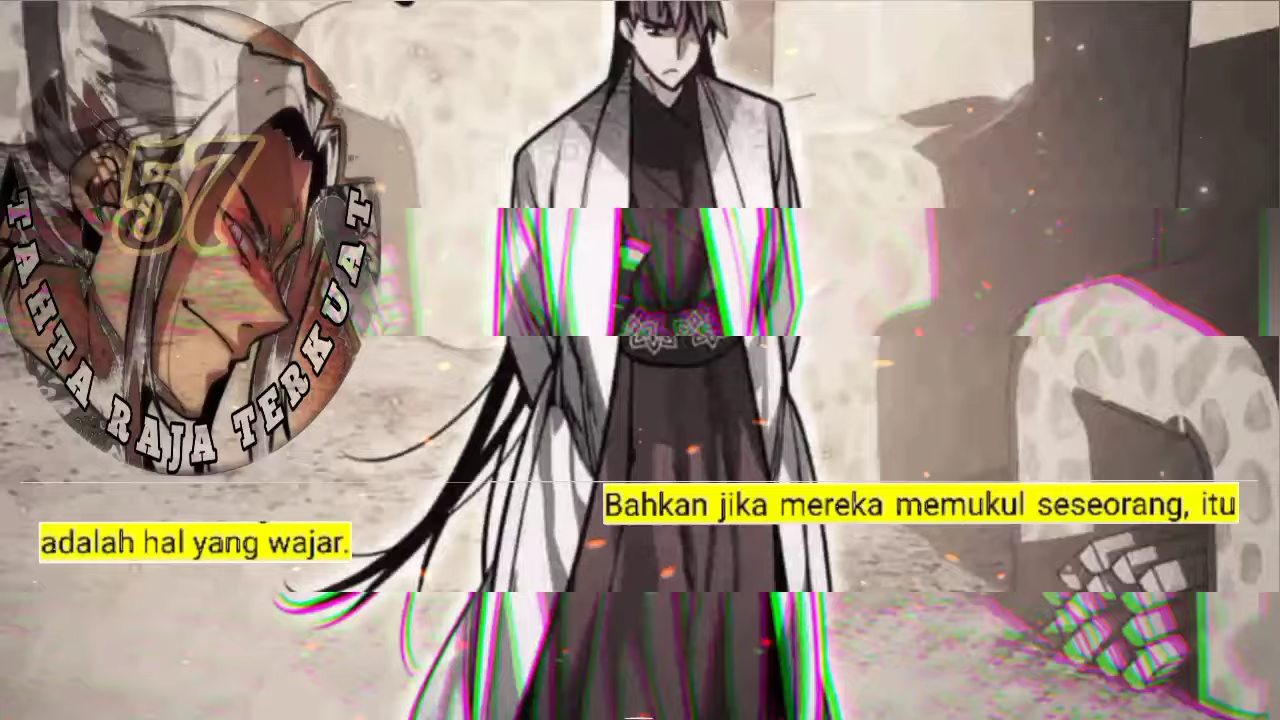 57
TAHTA RAJA TERKUAT
Bahkan jika mereka memukul seseorang, itu
adalah hal yang wajar.